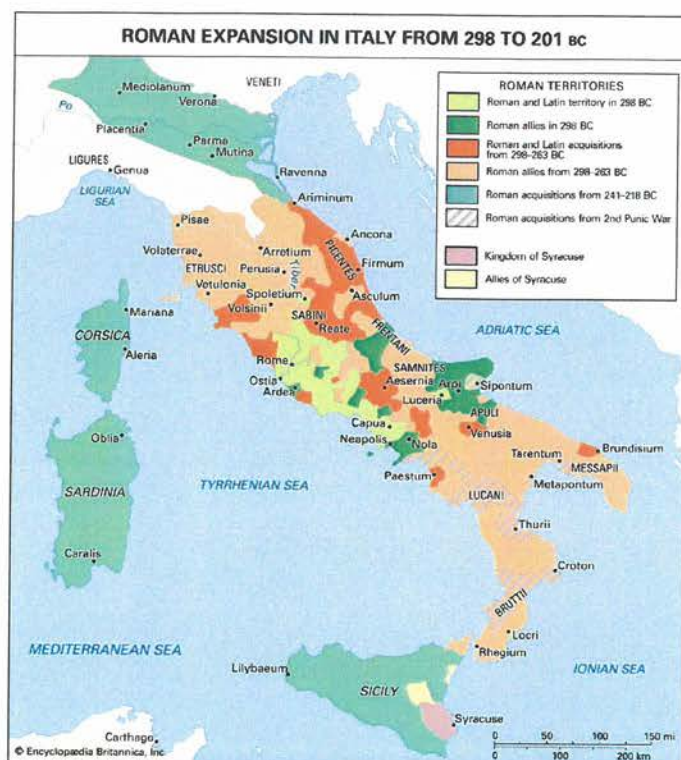 ROMAN EXPANSION IN ITALY FROM 298 TO 201 BC
ROMAN TERRITORIES
Roman and Latin territory in 298 BC
Roman allies in 298 BC
Roman and Latin acquisitions
from 298–263 BC
Roman allies from 298–263 BC
Roman acquisitions from 241–218 BC
Roman acquisitions from 2nd Punic War
Kingdom of Syracuse
Allies of Syracuse
VENETI
Mediolanum
Verona
Po
Placentia
Parma
Mutina
LIGURES
Genua
Ravenna
LIGURIAN
SEA
Ariminum
Pisae
Ancona
Volaterrae
Arretium
PICENTES
Firmum
ETRUSCI
Perusia
Tiber
Vetulonia
Spoletium
Asculum
Volsinii
SABINI
Reate
FRENTANI
Mariana
CORSICA
ADRIATIC SEA
Aleria
Rome
SAMNITES
Aesernia
Arpi
Sipontum
Ostia
Ardea
Luceria
APULI
Capua
Venusia
Neapolis
Nola
Brundisium
Olbia
Tarentum
MESSAPII
Paestum
LUCANI
Metapontum
SARDINIA
TYRRHENIAN SEA
Thurii
Caralis
Croton
BRUTTII
Locri
MEDITERRANEAN SEA
Rhegium
IONIAN SEA
Lilybaeum
SICILY
Syracuse
Carthago
0 50 100 150 mi
0 100 200 km
© Encyclopædia Britannica, Inc